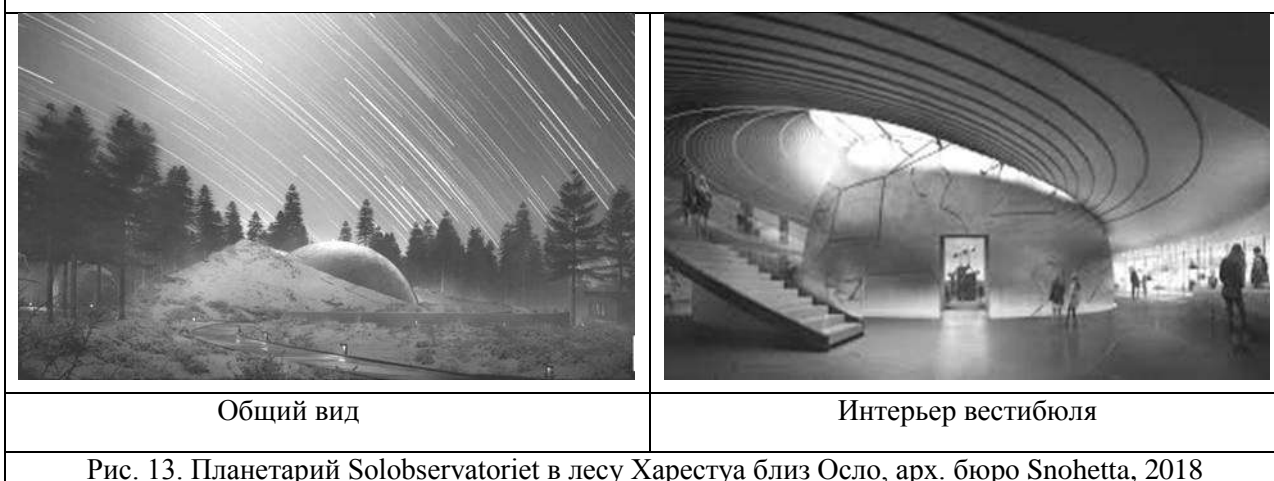 Общий вид
Интерьер вестибюля
Рис. 13. Планетарий Solobservatoriet в лесу Харестуа близ Осло, арх. бюро Snohetta, 2018